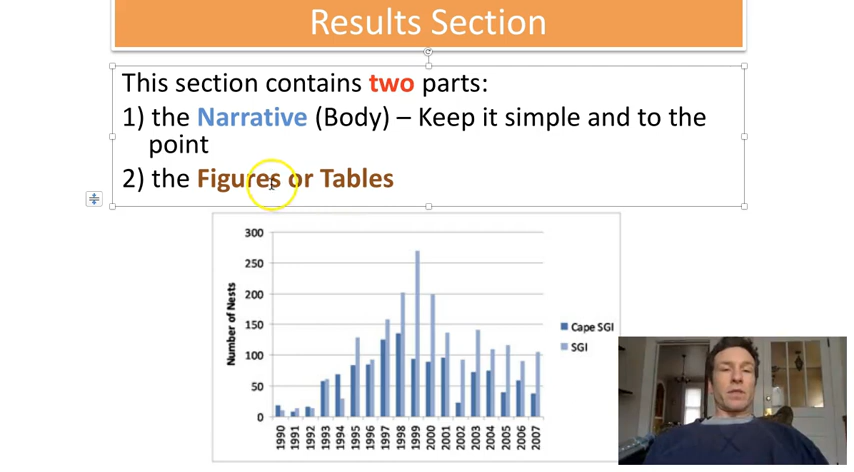 Results Section
This section contains two parts:
1) the Narrative (Body) – Keep it simple and to the
point
2) the Figures or Tables
300
250
200
150
100
50
0
Number of Nests
1990 1991 1992 1993 1994 1995 1996 1997 1998 1999 2000 2001 2002 2003 2004 2005 2006 2007
Cape SGI
SGI